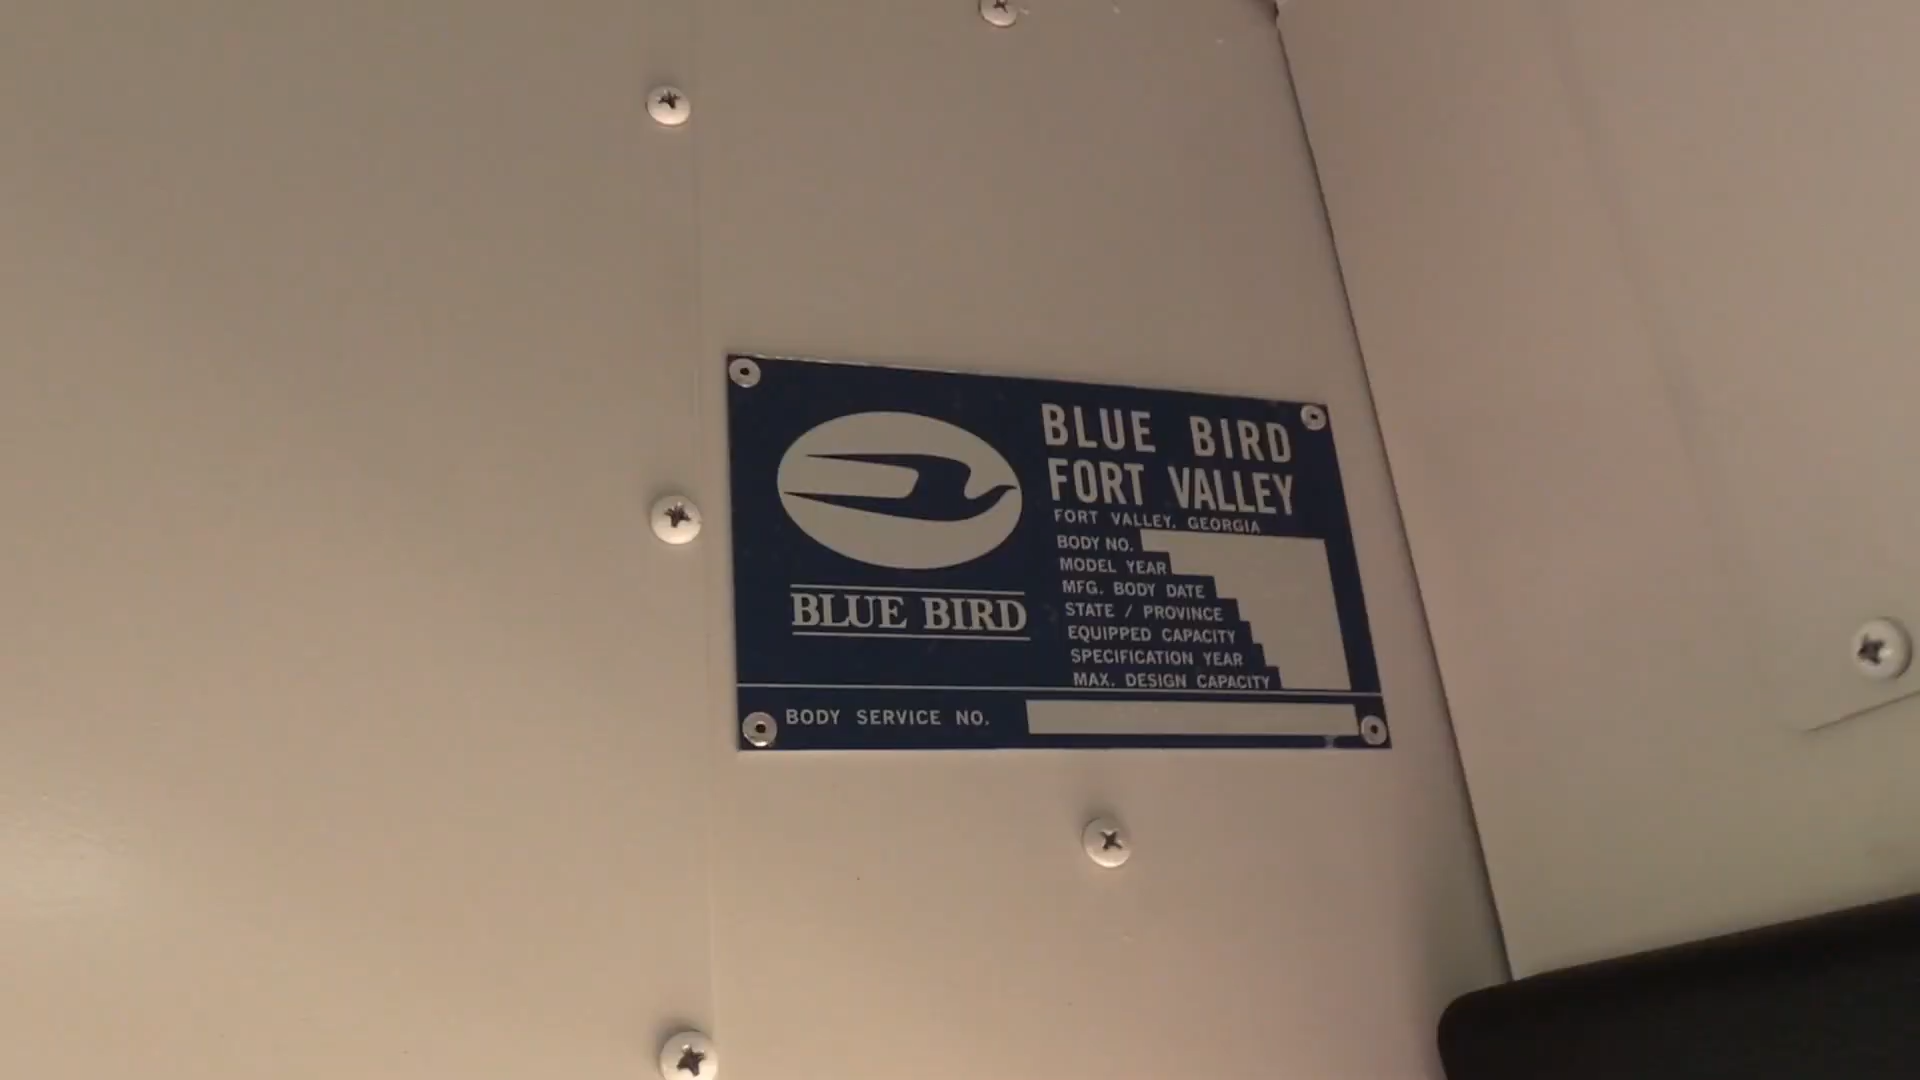 BLUE BIRD
BLUE BIRD
FORT VALLEY
FORT VALLEY, GEORGIA
BODY NO.
MODEL YEAR
MFG. BODY DATE
STATE / PROVINCE
EQUIPPED CAPACITY
SPECIFICATION YEAR
MAX. DESIGN CAPACITY
BODY SERVICE NO.